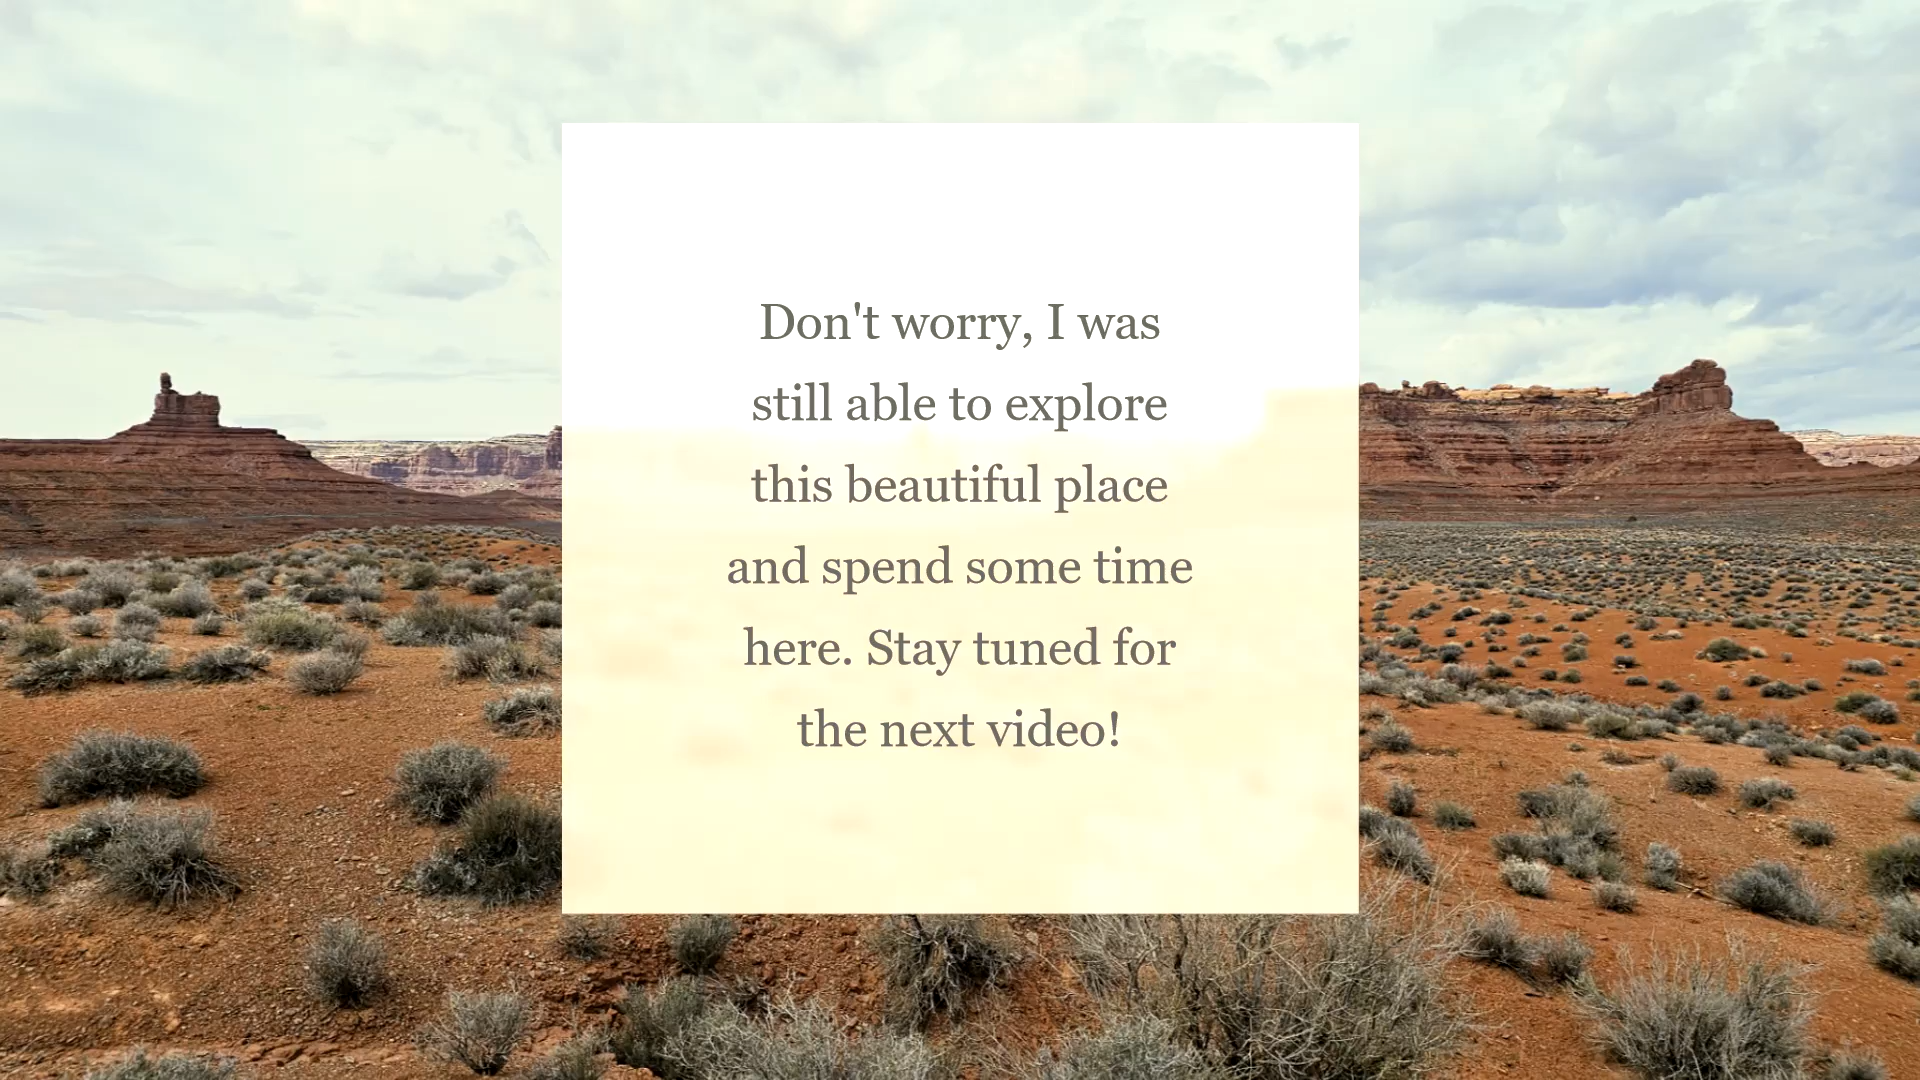 Don't worry, I was
still able to explore
this beautiful place
and spend some time
here. Stay tuned for
the next video!